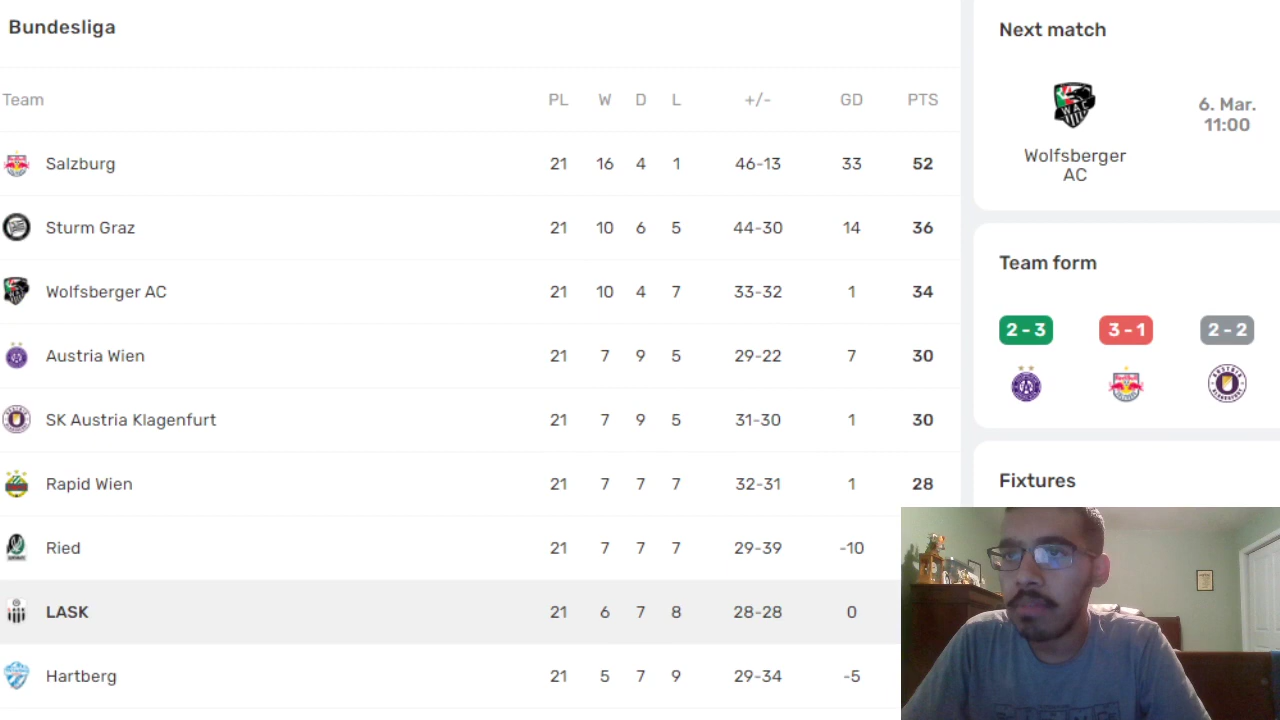 Bundesliga
Team PL W D L +/- GD PTS
Salzburg 21 16 4 1 46-13 33 52
Sturm Graz 21 10 6 5 44-30 14 36
Wolfsberger AC 21 10 4 7 33-32 1 34
Austria Wien 21 7 9 5 29-22 7 30
SK Austria Klagenfurt 21 7 9 5 31-30 1 30
Rapid Wien 21 7 7 7 32-31 1 28
Ried 21 7 7 7 29-39 -10
LASK 21 6 7 8 28-28 0
Hartberg 21 5 7 9 29-34 -5
Next match
WAC
6. Mar.
11:00
Wolfsberger
AC
Team form
2 - 3 3 - 1 2 - 2
Fixtures